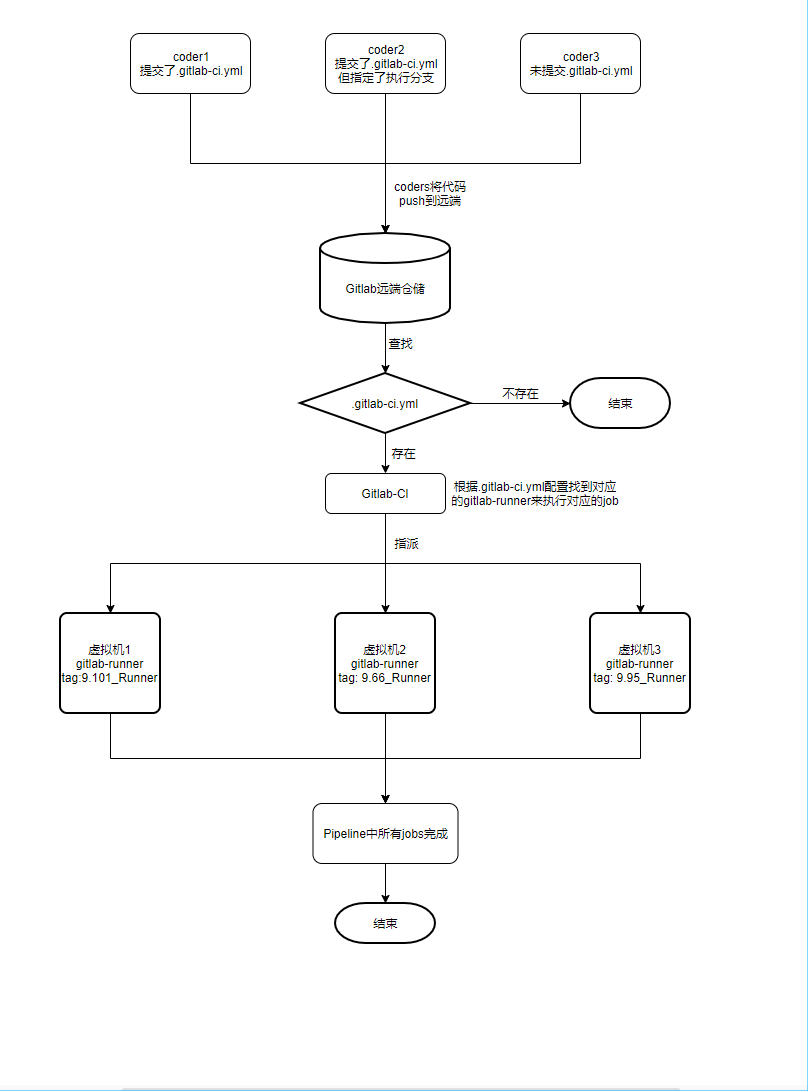 coder1
提交了.gitlab-ci.yml
coder2
提交了.gitlab-ci.yml
但指定了执行分支
coder3
未提交.gitlab-ci.yml
coders将代码
push到远端
Gitlab远端仓储
查找
.gitlab-ci.yml
不存在
结束
存在
Gitlab-CI
根据.gitlab-ci.yml配置找到对应
的gitlab-runner来执行对应的job
指派
虚拟机1
gitlab-runner
tag:9.101_Runner
虚拟机2
gitlab-runner
tag: 9.66_Runner
虚拟机3
gitlab-runner
tag: 9.95_Runner
Pipeline中所有jobs完成
结束